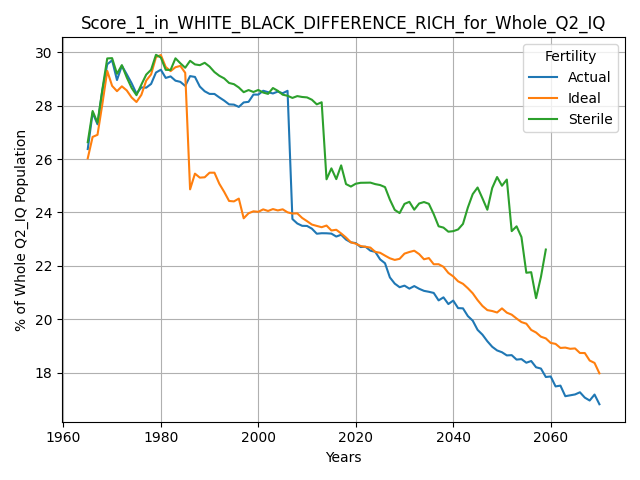 Score_1_in_WHITE_BLACK_DIFFERENCE_RICH_for_Whole_Q2_IQ
Fertility
Actual
Ideal
Sterile
% of Whole Q2_IQ Population
30
28
26
24
22
20
18
1960
1980
2000
2020
2040
2060
Years